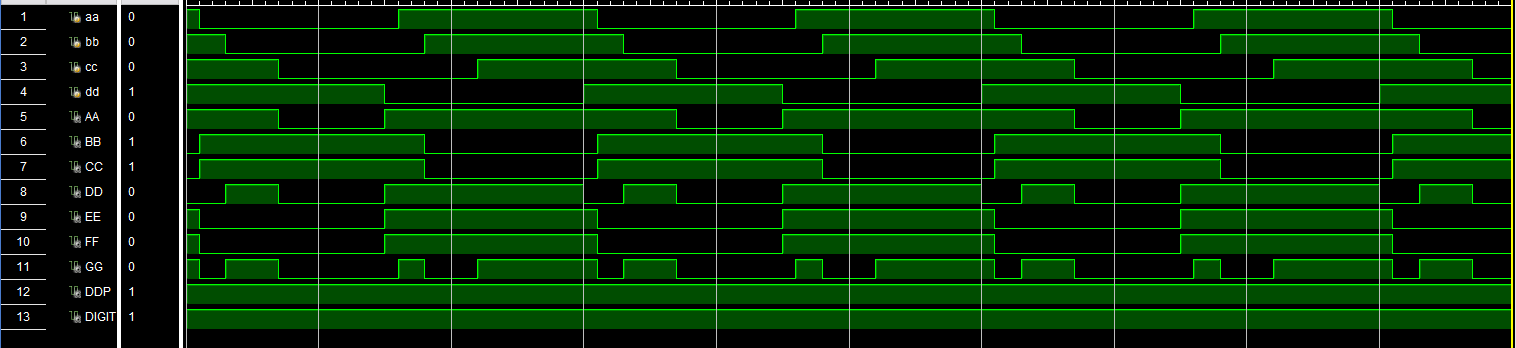 1 aa 0
2 bb 0
3 cc 0
4 dd 1
5 AA 0
6 BB 1
7 CC 1
8 DD 0
9 EE 0
10 FF 0
11 GG 0
12 DDP 1
13 DIGIT 1